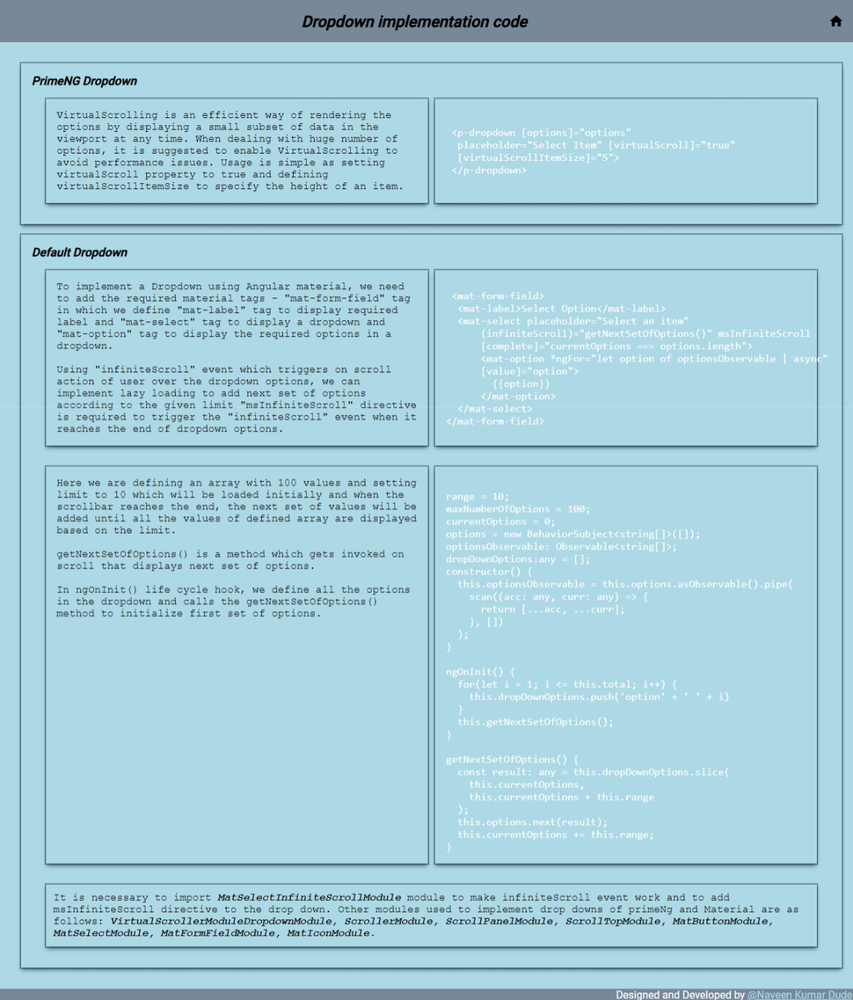 Dropdown implementation code
PrimeNG Dropdown
VirtualScrolling is an efficient way of rendering the
options by displaying a small subset of data in the
viewport at any time. When dealing with huge number of
options, it is suggested to enable VirtualScrolling to
avoid performance issues. Usage is simple as setting
virtualScroll property to true and defining
virtualScrollItemSize to specify the height of an item.
<p-dropdown [options]="options"
placeholder="Select Item" [virtualScroll]="true"
[virtualScrollItemSize]="5">
</p-dropdown>
Default Dropdown
To implement a Dropdown using Angular material, we need
to add the required material tags - "mat-form-field" tag
in which we define "mat-label" tag to display required
label and "mat-select" tag to display a dropdown and
"mat-option" tag to display the required options in a
dropdown.
Using "infiniteScroll" event which triggers on scroll
action of user over the dropdown options, we can
implement lazy loading to add next set of options
according to the given limit "msInfiniteScroll" directive
is required to trigger the "infiniteScroll" event when it
reaches the end of dropdown options.
<mat-form-field>
<mat-label>Select Option</mat-label>
<mat-select placeholder="Select an item"
(infiniteScroll)="getNextSetOfOptions()" msInfiniteScroll
[complete]="currentOptions === options.length">
<mat-option *ngFor="let option of optionsObservable | async"
[value]="option">
{{option}}
</mat-option>
</mat-select>
</mat-form-field>
Here we are defining an array with 100 values and setting
limit to 10 which will be loaded initially and when the
scrollbar reaches the end, the next set of values will be
added until all the values of defined array are displayed
based on the limit.
getNextSetOfOptions() is a method which gets invoked on
scroll that displays next set of options.
In ngOnInit() life cycle hook, we define all the options
in the dropdown and calls the getNextSetOfOptions()
method to initialize first set of options.
range = 10;
maxNumberOfOptions = 100;
currentOptions = 0;
options = new BehaviorSubject<string[]>([]);
optionsObservable: Observable<string[]>;
dropDownOptions:any = [];
constructor() {
this.optionsObservable = this.options.asObservable().pipe(
scan((acc: any, curr: any) => {
return [...acc, ...curr];
}, [])
);
}
ngOnInit() {
for(let i = 1; i <= this.total; i++) {
this.dropDownOptions.push('option' + ' ' + i)
}
this.getNextSetOfOptions();
}
getNextSetOfOptions() {
const result: any = this.dropDownOptions.slice(
this.currentOptions,
this.currentOptions + this.range
);
this.options.next(result);
this.currentOptions += this.range;
}
It is necessary to import MatSelectInfiniteScrollModule module to make infiniteScroll event work and to add
msInfiniteScroll directive to the drop down. Other modules used to implement drop downs of primeNg and Material are as
follows: VirtualScrollerModuleDropdownModule, ScrollerModule, ScrollPanelModule, ScrollTopModule, MatButtonModule,
MatSelectModule, MatFormFieldModule, MatIconModule.
Designed and Developed by @Naveen Kumar Dude